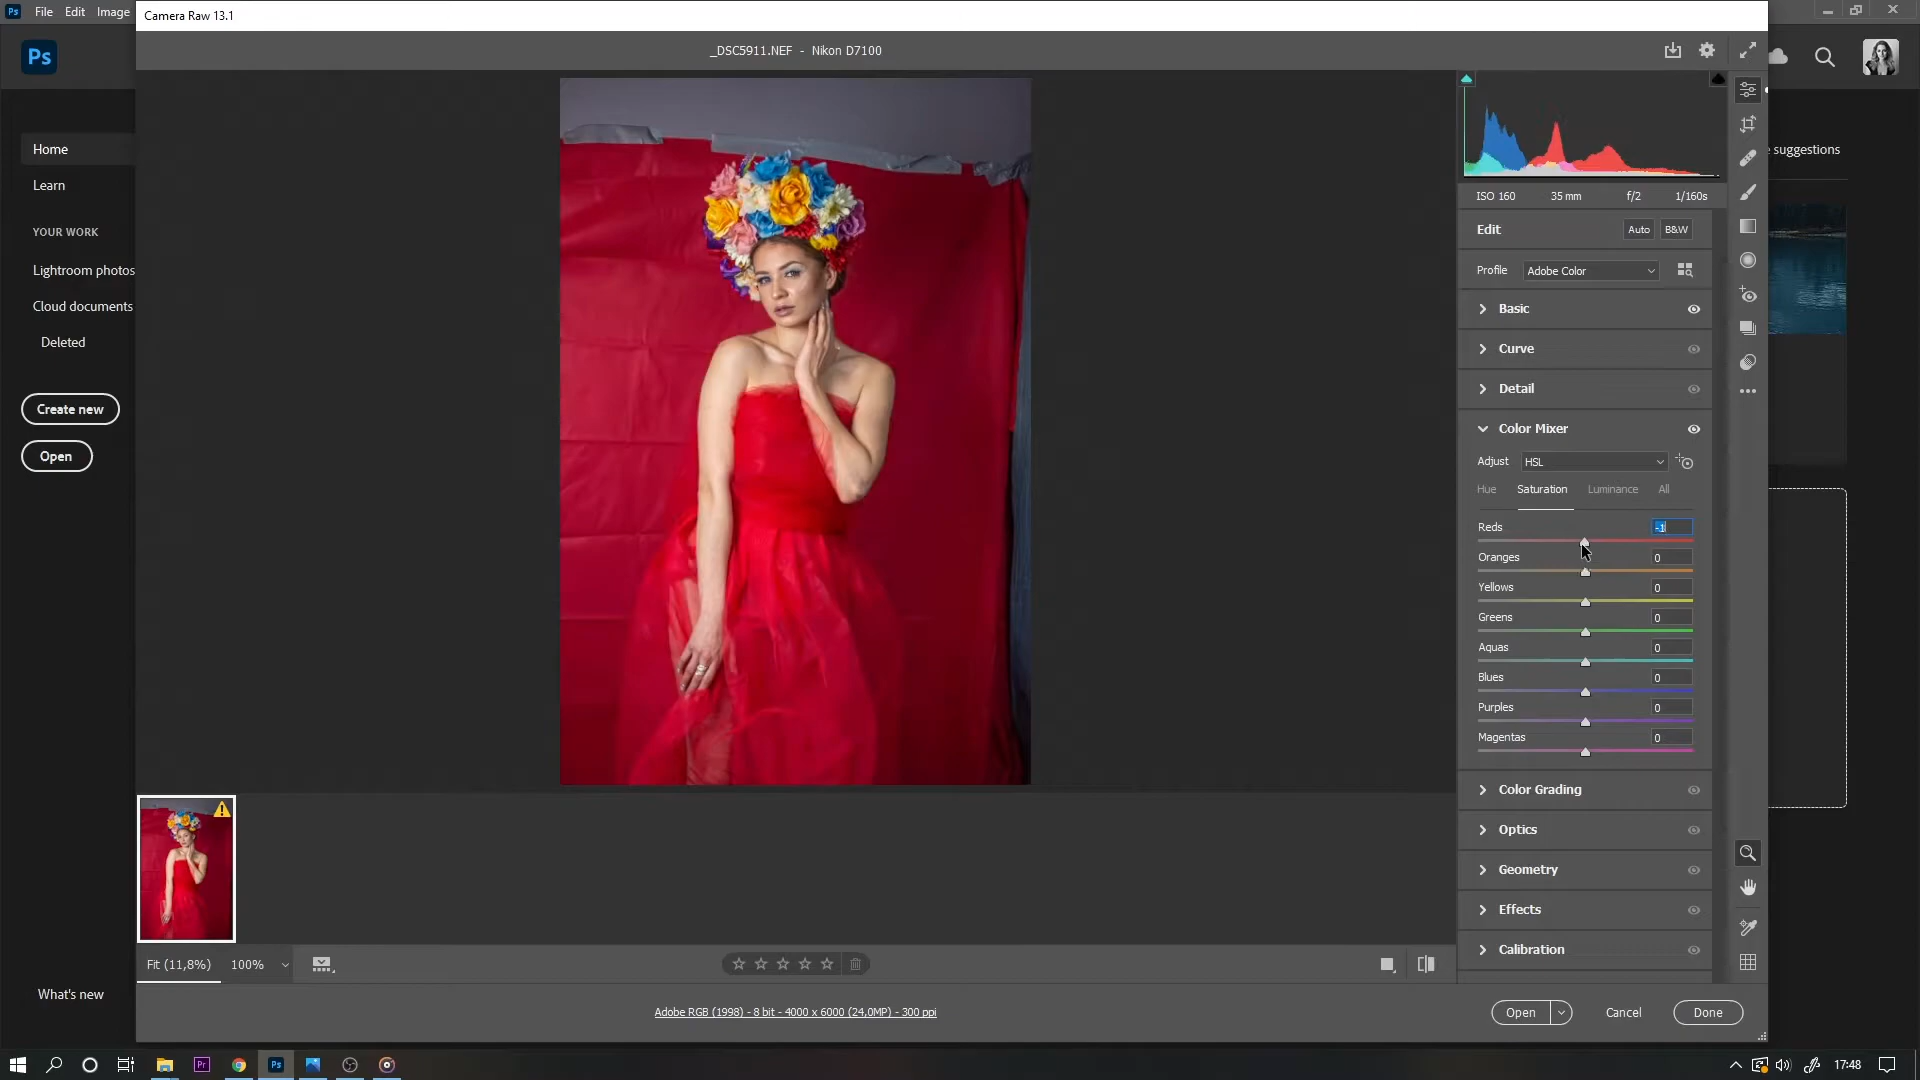 Ps File Edit Image
Camera Raw 13.1
_DSC5911.NEF - Nikon D7100
Ps
Home
Learn
YOUR WORK
Lightroom photos
Cloud documents
Deleted
Create new
Open
What's new
suggestions
ISO 160 35 mm f/2 1/160s
Edit Auto B&W
Profile Adobe Color
Basic
Curve
Detail
Color Mixer
Adjust HSL
Hue Saturation Luminance All
Reds -1
Oranges 0
Yellows 0
Greens 0
Aquas 0
Blues 0
Purples 0
Magentas 0
Color Grading
Optics
Geometry
Effects
Calibration
Fit (11,8%) 100%
Adobe RGB (1998) - 8 bit - 4000 x 6000 (24,0MP) - 300 ppi
Open Cancel Done
Pr Ps 17:48